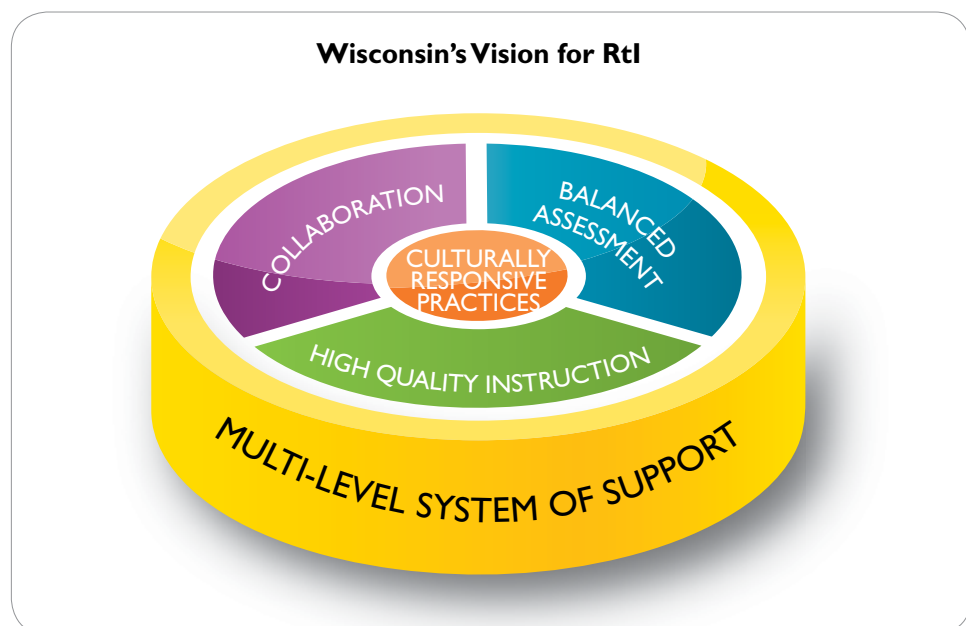 Wisconsin's Vision for RtI
COLLABORATION
BALANCED
ASSESSMENT
CULTURALLY
RESPONSIVE
PRACTICES
HIGH QUALITY INSTRUCTION
MULTI-LEVEL SYSTEM OF SUPPORT